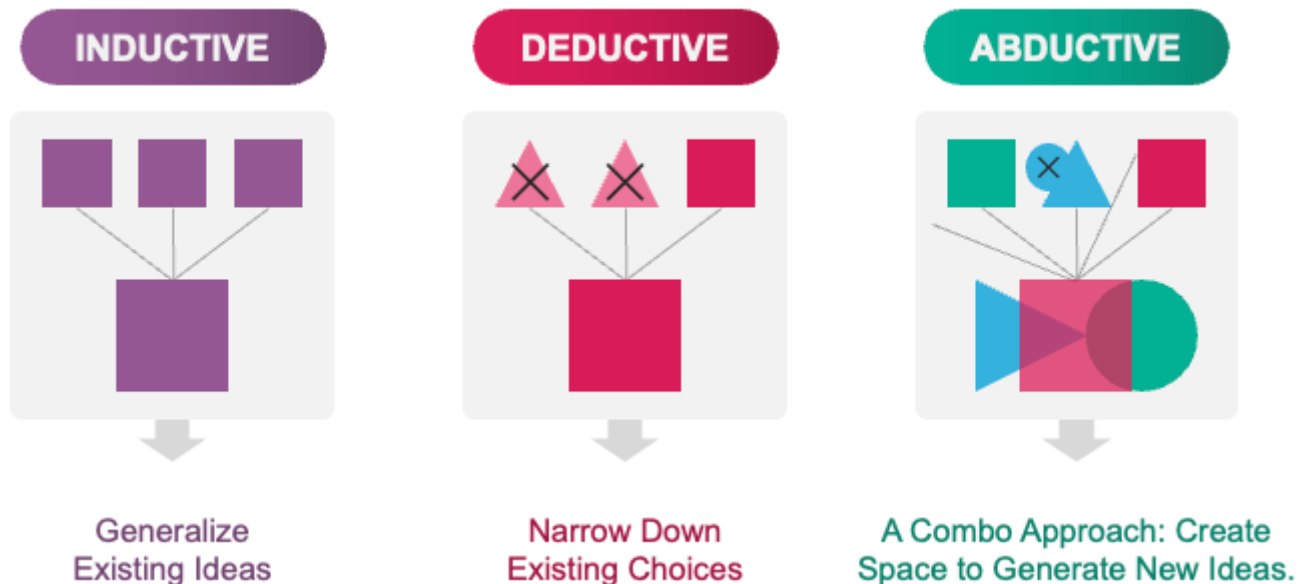 INDUCTIVE
DEDUCTIVE
ABDUCTIVE
Generalize
Existing Ideas
Narrow Down
Existing Choices
A Combo Approach: Create
Space to Generate New Ideas.